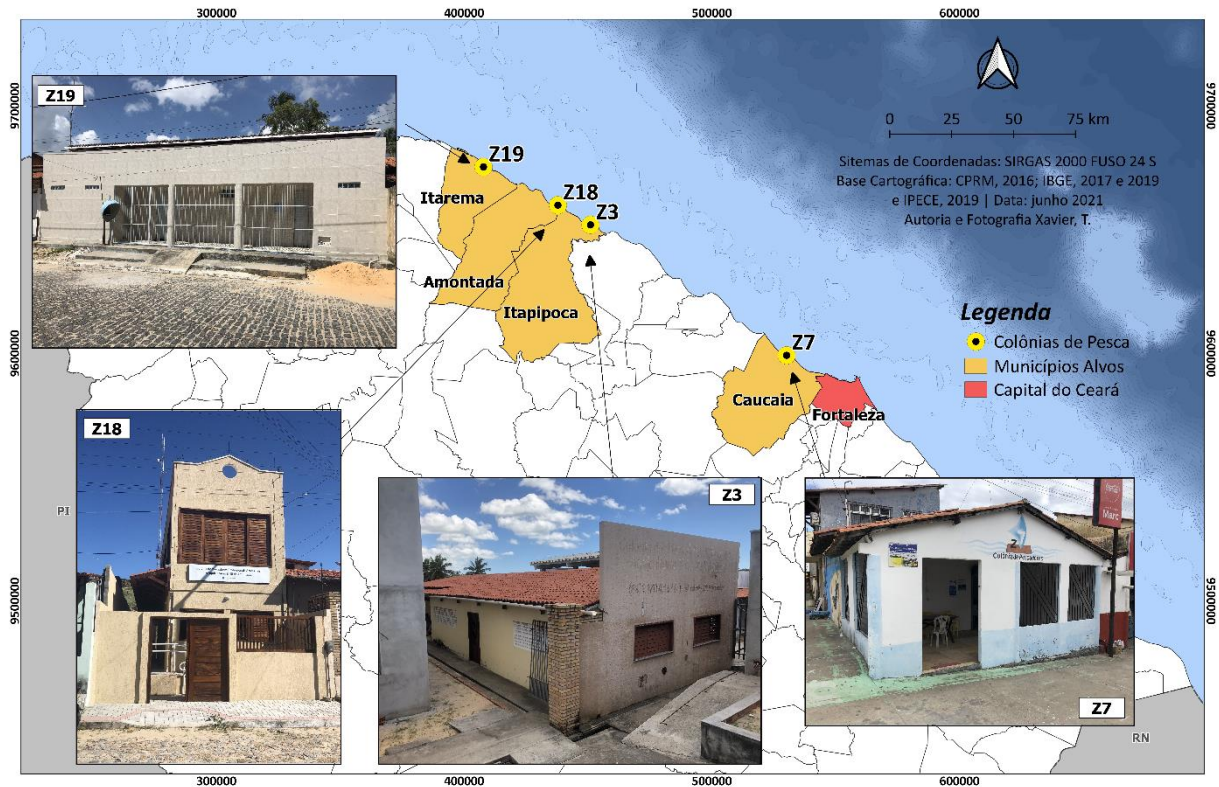 300000
400000
500000
600000
9700000
9600000
9500000
9700000
9600000
9500000
Z19
Z19
Itarema
Z18
Z3
Amontada
Itapipoca
Z7
Caucaia
Fortaleza
0 25 50 75 km
Sitemas de Coordenadas: SIRGAS 2000 FUSO 24 S
Base Cartográfica: CPRM, 2016; IBGE, 2017 e 2019
e IPECE, 2019 | Data: junho 2021
Autoria e Fotografia Xavier, T.
Legenda
Colônias de Pesca
Municípios Alvos
Capital do Ceará
Z18
Z3
Z7
PI
RN
300000
400000
500000
600000